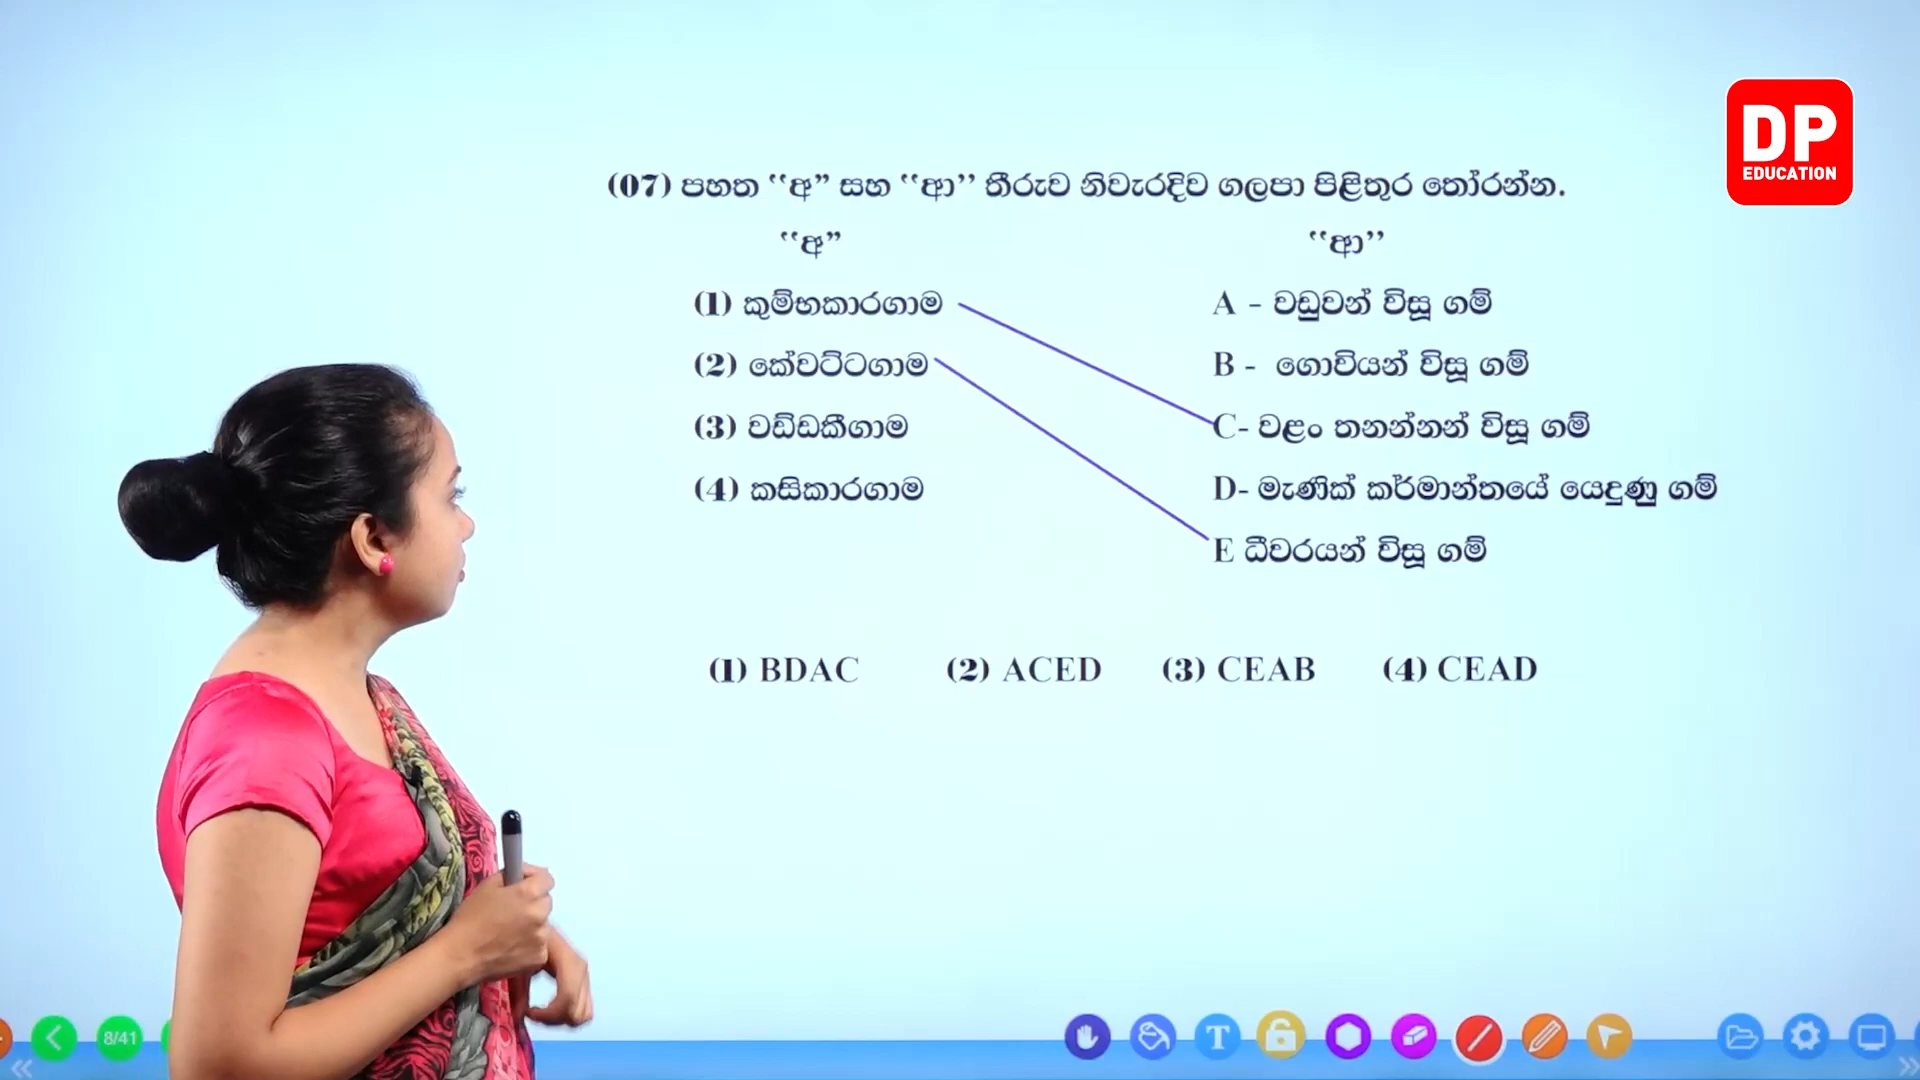 DP
EDUCATION
(07) පහත ‘‘අ” සහ ‘‘ආ’’ තීරුව නිවැරදිව ගලපා පිළිතුර තෝරන්න.
‘‘අ” ‘‘ආ’’
(1) කුම්භකාරගාම A - වඩුවන් විසූ ගම්
(2) කේවට්ටගාම B - ගොවියන් විසූ ගම්
(3) වඩ්ඩකීගාම C- වළං තනන්නන් විසූ ගම්
(4) කසිකාරගාම D- මැණික් කර්මාන්තයේ යෙදුණු ගම්
E ධීවරයන් විසූ ගම්
(1) BDAC (2) ACED (3) CEAB (4) CEAD
8/41
T